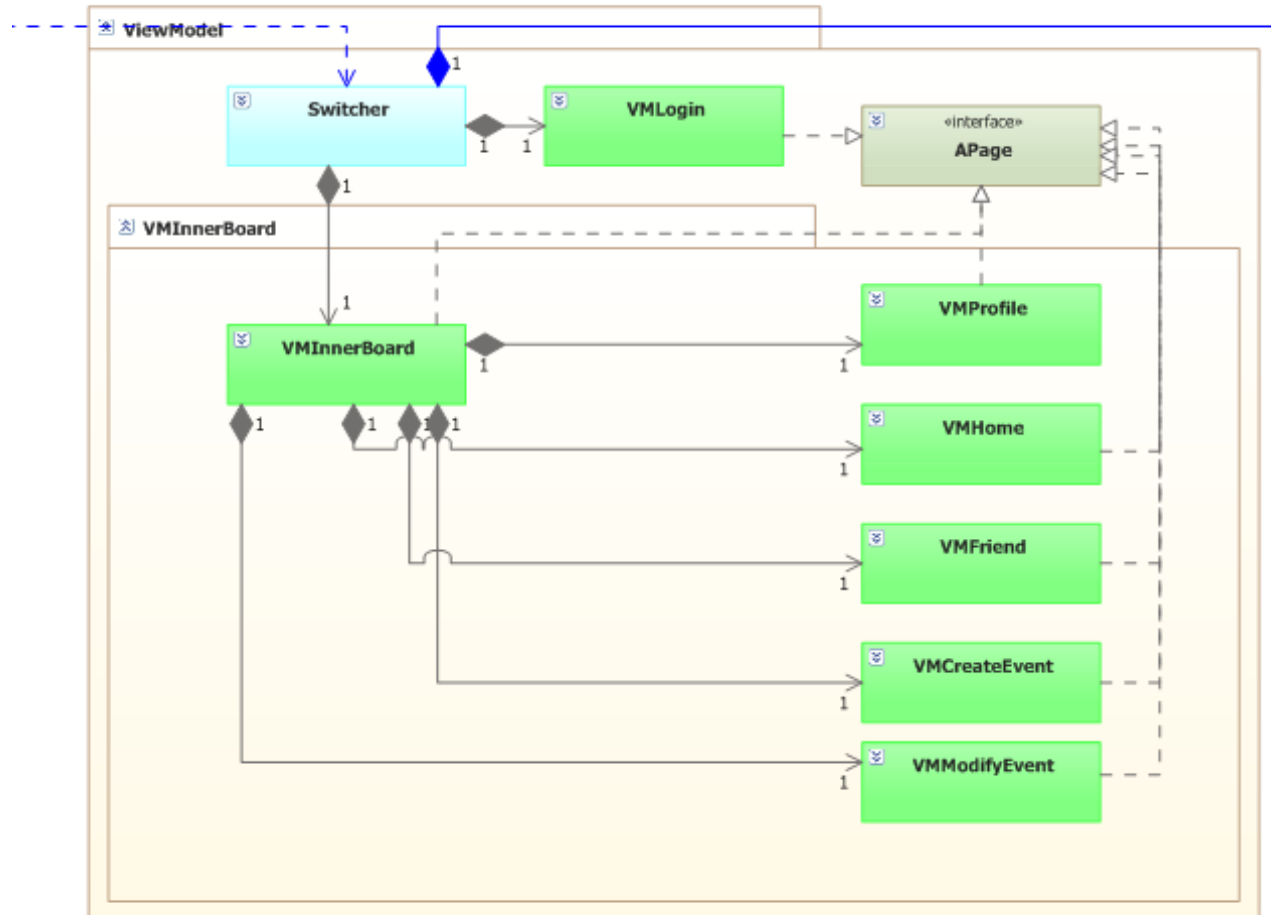 ViewModel
1
Switcher
VMLogin
«interface»
APage
1
1
1
VMInnerBoard
1
VMInnerBoard
VMProfile
1
1
1
1
1
1
VMHome
1
VMFriend
1
VMCreateEvent
1
VMModifyEvent
1